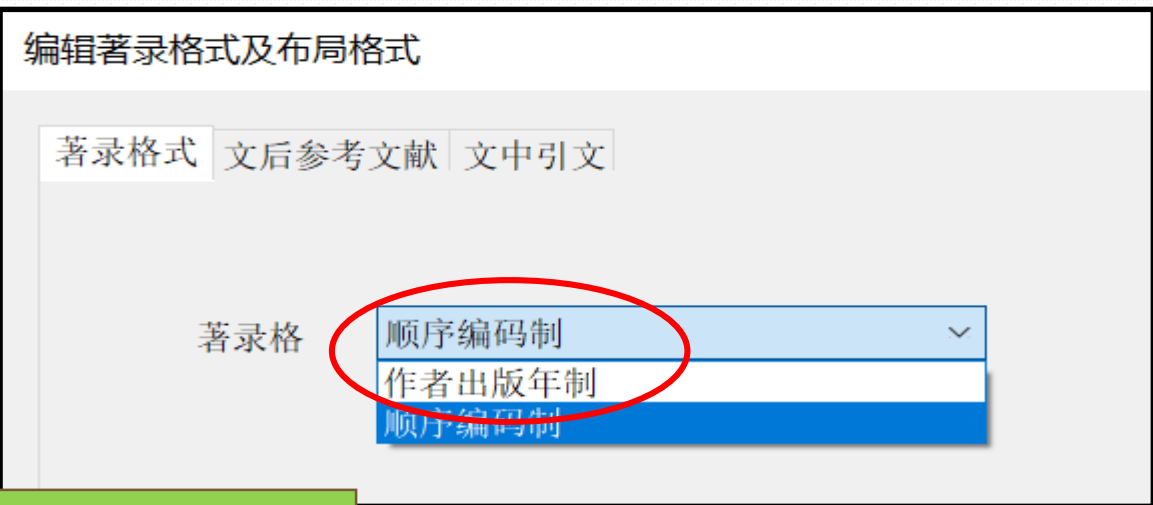 编辑著录格式及布局格式
著录格式 文后参考文献 文中引文
著录格 顺序编码制
作者出版年制
顺序编码制